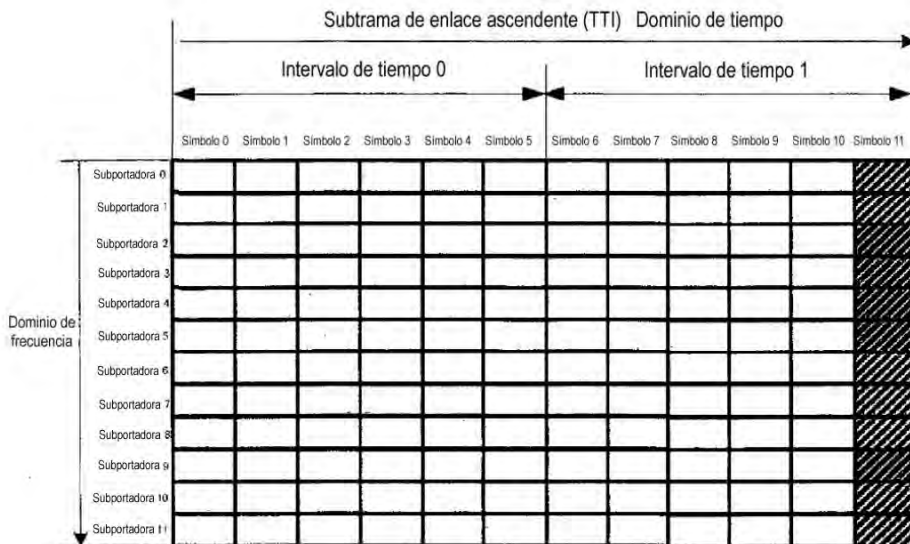 Subtrama de enlace ascendente (TTI) Dominio de tiempo
Intervalo de tiempo 0 Intervalo de tiempo 1
Símbolo 0 Símbolo 1 Símbolo 2 Símbolo 3 Símbolo 4 Símbolo 5 Símbolo 6 Símbolo 7 Símbolo 8 Símbolo 9 Símbolo 10 Símbolo 11
Subportadora 0
Subportadora 1
Subportadora 2
Subportadora 3
Subportadora 4
Dominio de
frecuencia
Subportadora 5
Subportadora 6
Subportadora 7
Subportadora 8
Subportadora 9
Subportadora 10
Subportadora 11